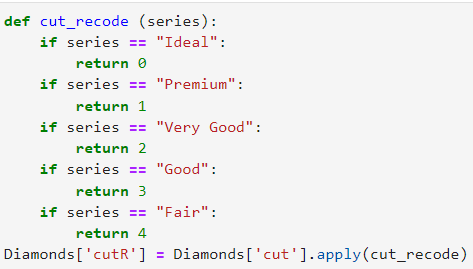 def cut_recode (series):
    if series == "Ideal":
        return 0
    if series == "Premium":
        return 1
    if series == "Very Good":
        return 2
    if series == "Good":
        return 3
    if series == "Fair":
        return 4
Diamonds['cutR'] = Diamonds['cut'].apply(cut_recode)